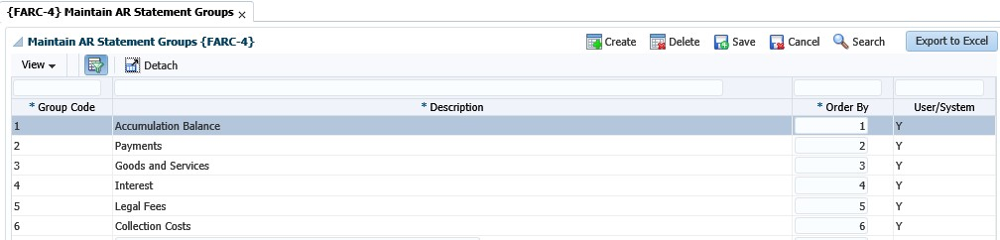 {FARC-4} Maintain AR Statement Groups x
Maintain AR Statement Groups {FARC-4} Create Delete Save Cancel Search Export to Excel
View Detach
* Group Code * Description * Order By User/System
1 Accumulation Balance 1 Y
2 Payments 2 Y
3 Goods and Services 3 Y
4 Interest 4 Y
5 Legal Fees 5 Y
6 Collection Costs 6 Y